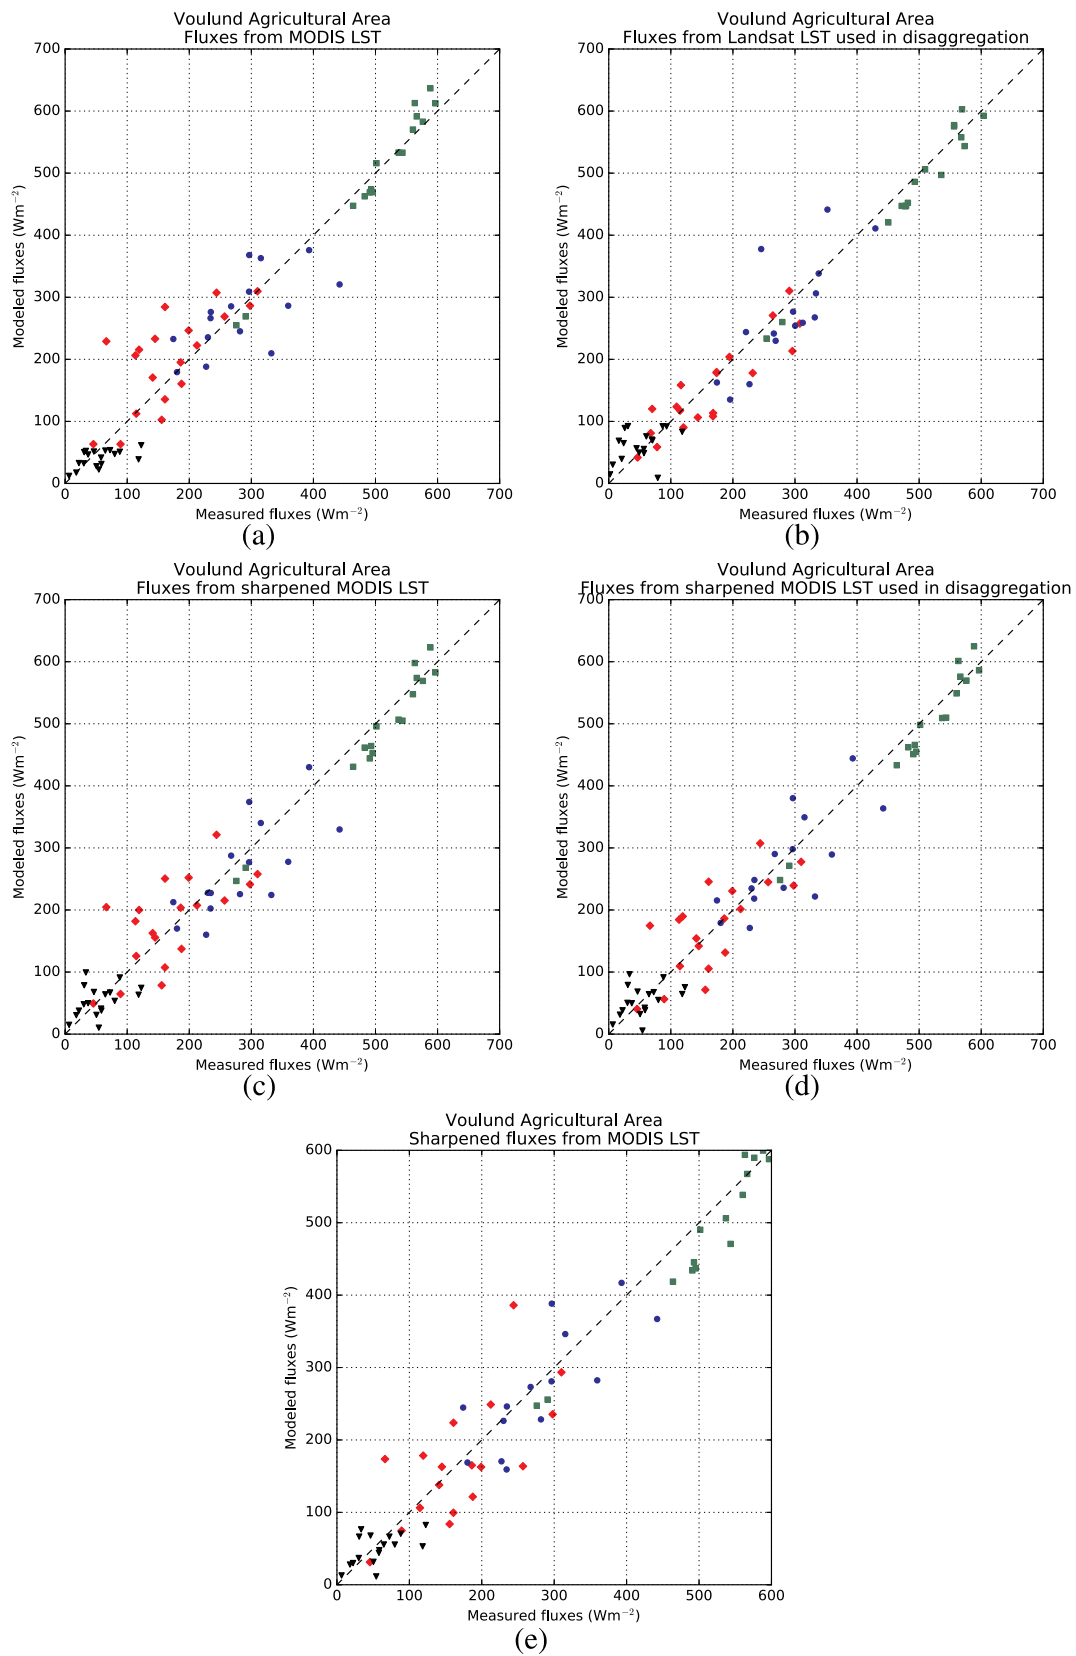 Voulund Agricultural Area
Fluxes from MODIS LST
700
600
500
400
300
200
100
0
Modeled fluxes (Wm−2)
0 100 200 300 400 500 600 700
Measured fluxes (Wm−2)
(a)
Voulund Agricultural Area
Fluxes from Landsat LST used in disaggregation
700
600
500
400
300
200
100
0
Modeled fluxes (Wm−2)
0 100 200 300 400 500 600 700
Measured fluxes (Wm−2)
(b)
Voulund Agricultural Area
Fluxes from sharpened MODIS LST
700
600
500
400
300
200
100
0
Modeled fluxes (Wm−2)
0 100 200 300 400 500 600 700
Measured fluxes (Wm−2)
(c)
Voulund Agricultural Area
Fluxes from sharpened MODIS LST used in disaggregation
700
600
500
400
300
200
100
0
Modeled fluxes (Wm−2)
0 100 200 300 400 500 600 700
Measured fluxes (Wm−2)
(d)
Voulund Agricultural Area
Sharpened fluxes from MODIS LST
600
500
400
300
200
100
0
Modeled fluxes (Wm−2)
0 100 200 300 400 500 600
Measured fluxes (Wm−2)
(e)